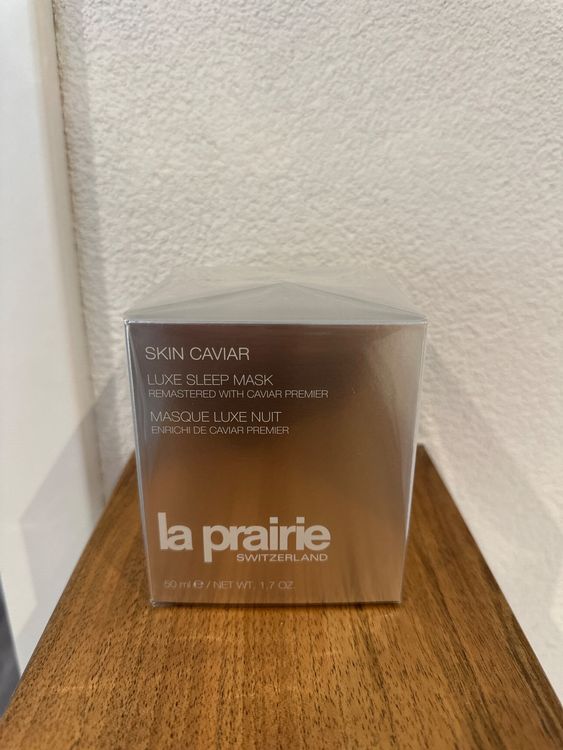 SKIN CAVIAR
LUXE SLEEP MASK
REMASTERED WITH CAVIAR PREMIER
MASQUE LUXE NUIT
ENRICHI DE CAVIAR PREMIER
la prairie
SWITZERLAND
50 ml ℮ / NET WT. 1.7 OZ